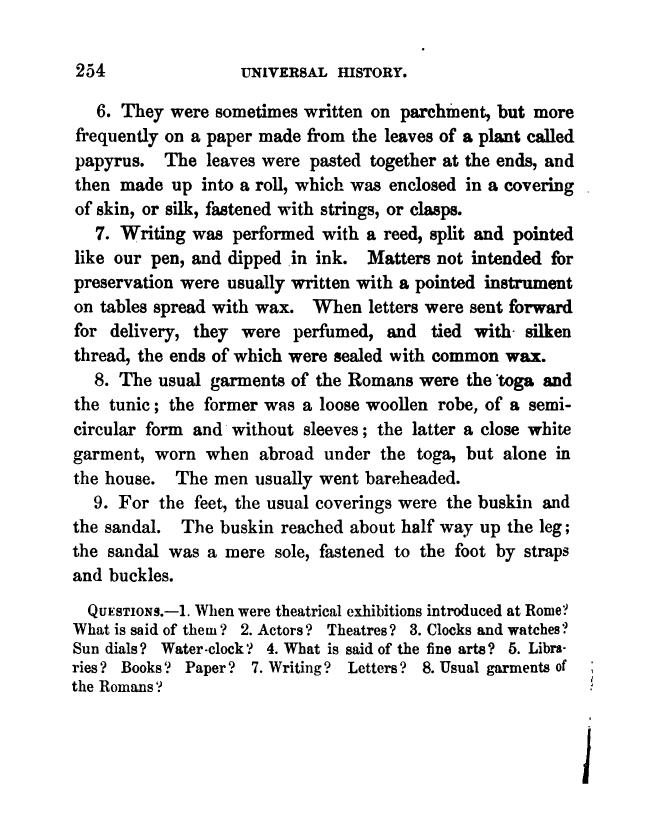 254 UNIVERSAL HISTORY.
6. They were sometimes written on parchment, but more
frequently on a paper made from the leaves of a plant called
papyrus. The leaves were pasted together at the ends, and
then made up into a roll, which was enclosed in a covering
of skin, or silk, fastened with strings, or clasps.
7. Writing was performed with a reed, split and pointed
like our pen, and dipped in ink. Matters not intended for
preservation were usually written with a pointed instrument
on tables spread with wax. When letters were sent forward
for delivery, they were perfumed, and tied with silken
thread, the ends of which were sealed with common wax.
8. The usual garments of the Romans were the toga and
the tunic; the former was a loose woollen robe, of a semi-
circular form and without sleeves; the latter a close white
garment, worn when abroad under the toga, but alone in
the house. The men usually went bareheaded.
9. For the feet, the usual coverings were the buskin and
the sandal. The buskin reached about half way up the leg;
the sandal was a mere sole, fastened to the foot by straps
and buckles.
QUESTIONS.—1. When were theatrical exhibitions introduced at Rome?
What is said of them? 2. Actors? Theatres? 3. Clocks and watches?
Sun dials? Water-clock? 4. What is said of the fine arts? 5. Libra-
ries? Books? Paper? 7. Writing? Letters? 8. Usual garments of
the Romans?